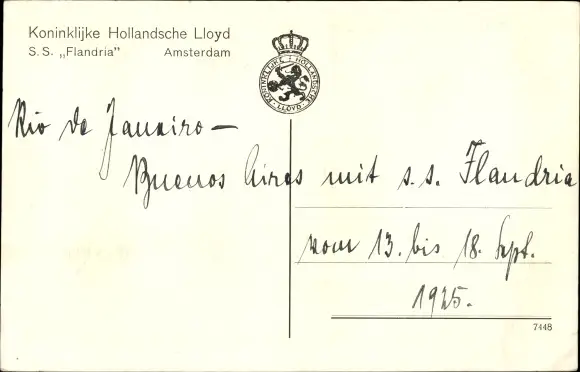 Koninklijke Hollandsche Lloyd
S.S. „Flandria” Amsterdam
KONINKLIJKE HOLLANDSCHE LLOYD
Rio de Janeiro –
Buenos Aires mit s.s. Flandria
vom 13. bis 18. Sept.
1925.
7448